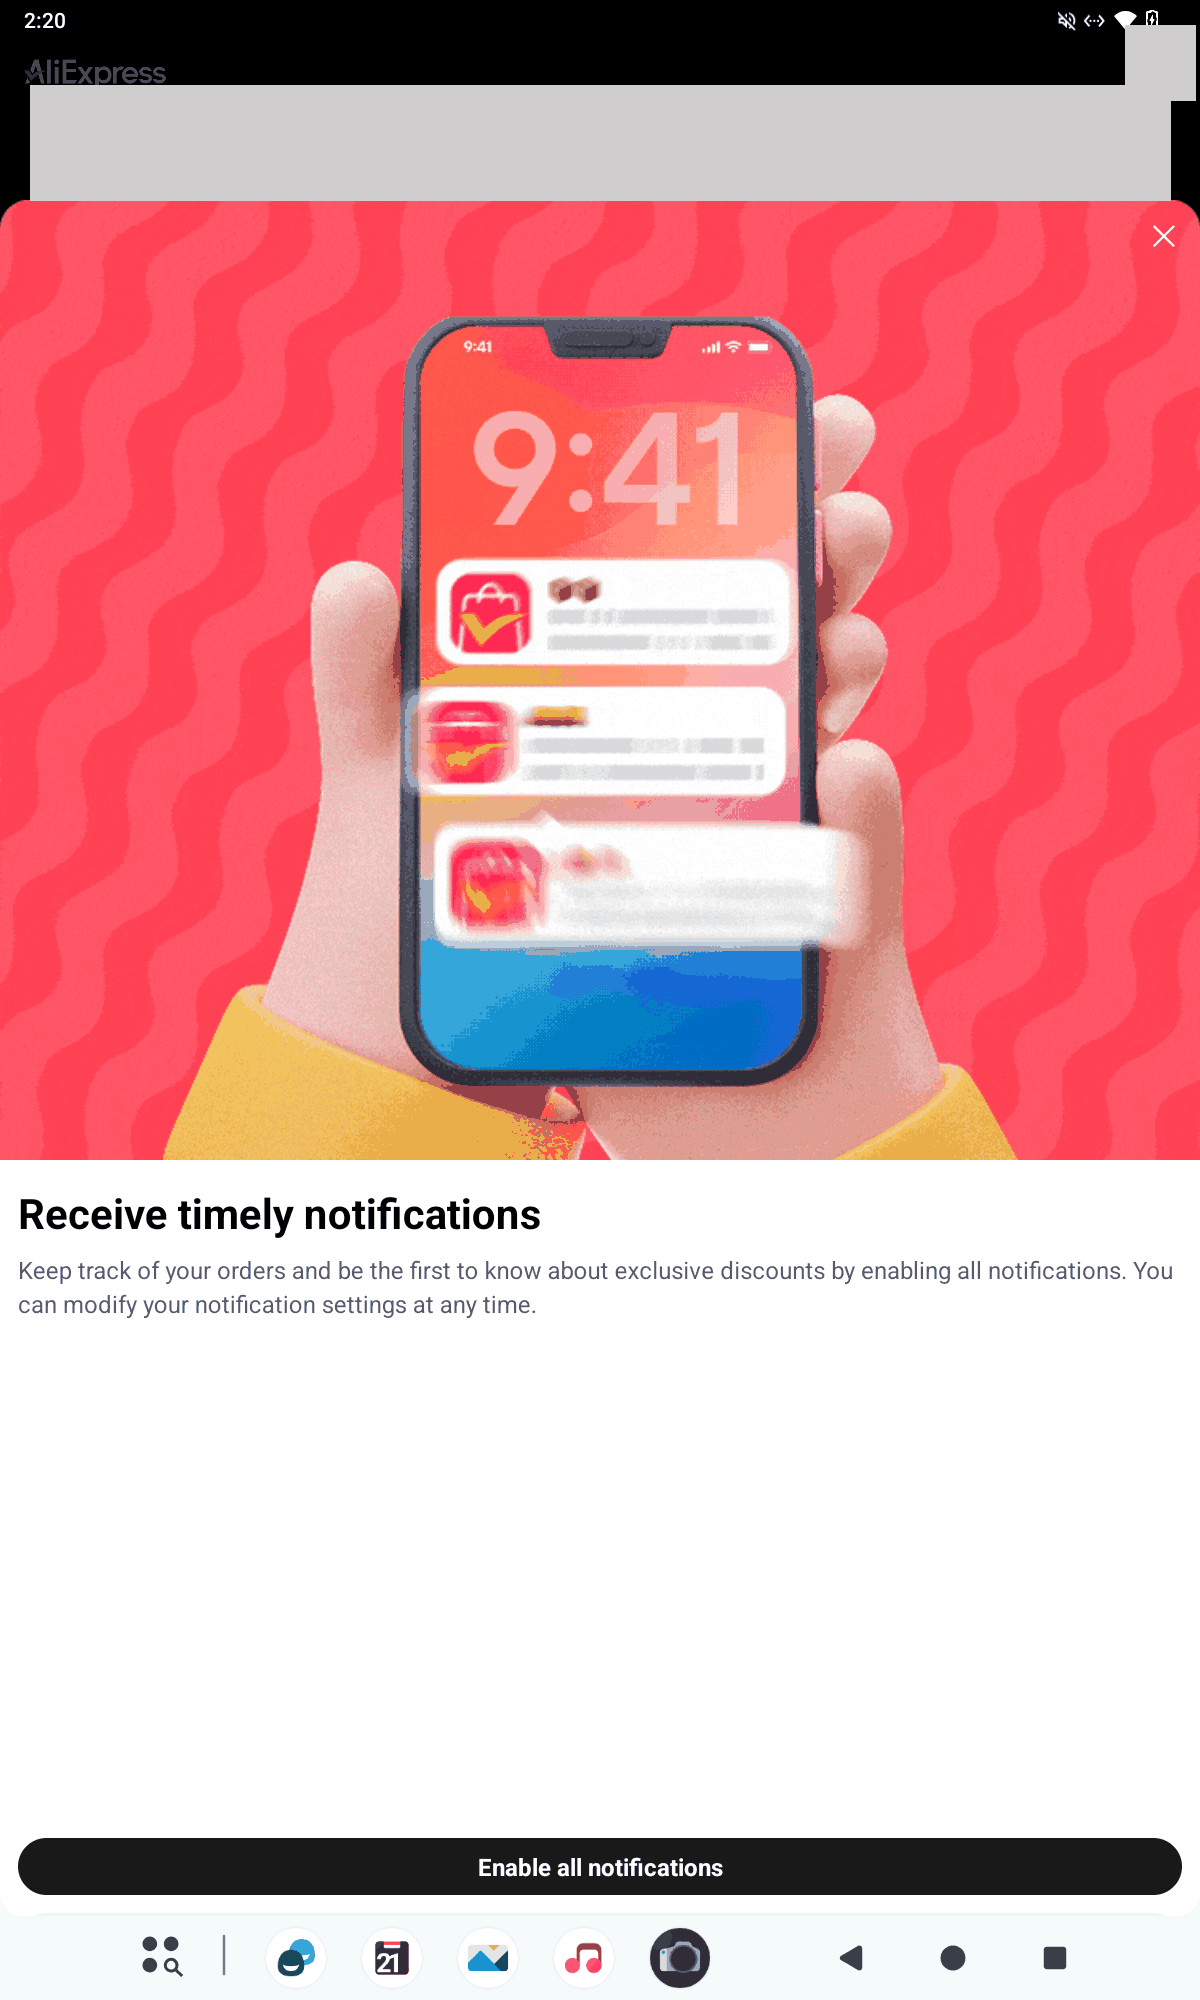 2:20
AliExpress
9:41
9:41
Receive timely notifications
Keep track of your orders and be the first to know about exclusive discounts by enabling all notifications. You
can modify your notification settings at any time.
Enable all notifications
21